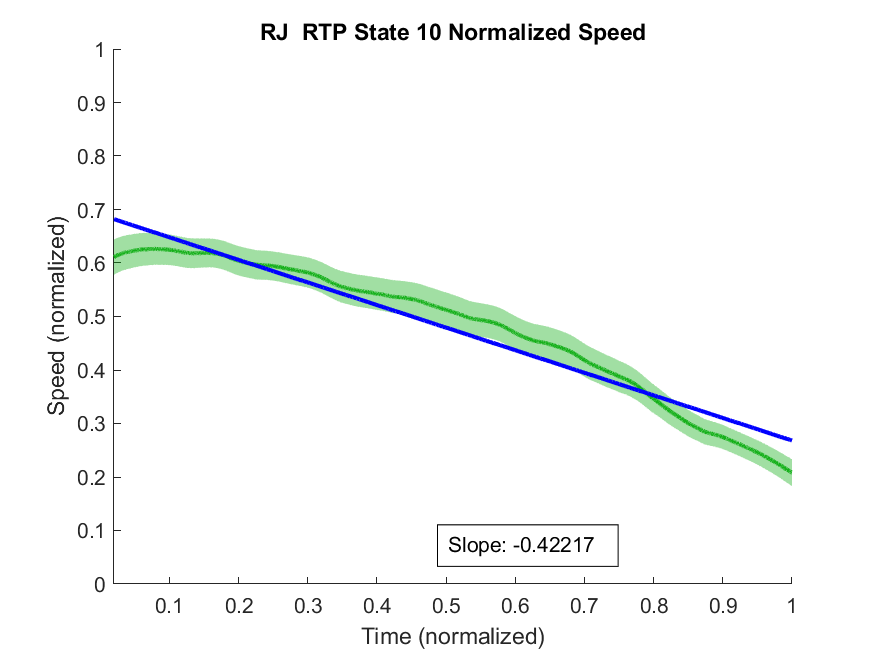 RJ  RTP State 10 Normalized Speed
1
0.9
0.8
0.7
0.6
0.5
0.4
0.3
0.2
0.1
0
Speed (normalized)
Slope: -0.42217
0.1 0.2 0.3 0.4 0.5 0.6 0.7 0.8 0.9 1
Time (normalized)